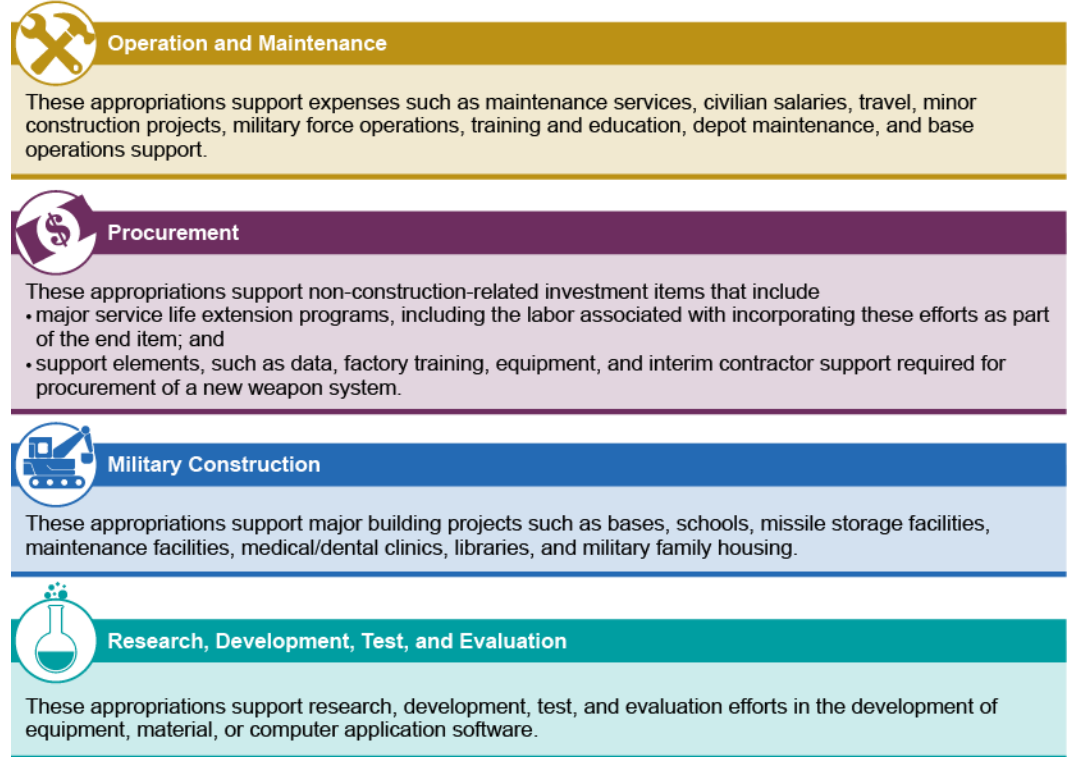 Operation and Maintenance
These appropriations support expenses such as maintenance services, civilian salaries, travel, minor
construction projects, military force operations, training and education, depot maintenance, and base
operations support.
$
Procurement
These appropriations support non-construction-related investment items that include
• major service life extension programs, including the labor associated with incorporating these efforts as part
of the end item; and
• support elements, such as data, factory training, equipment, and interim contractor support required for
procurement of a new weapon system.
Military Construction
These appropriations support major building projects such as bases, schools, missile storage facilities,
maintenance facilities, medical/dental clinics, libraries, and military family housing.
Research, Development, Test, and Evaluation
These appropriations support research, development, test, and evaluation efforts in the development of
equipment, material, or computer application software.